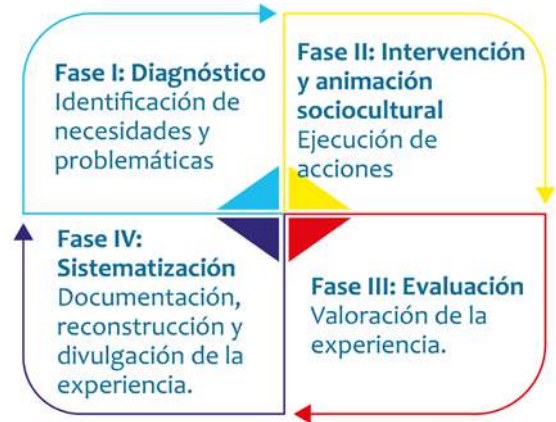 Fase I: Diagnóstico
Identificación de
necesidades y
problemáticas
Fase II: Intervención
y animación
sociocultural
Ejecución de
acciones
Fase III: Evaluación
Valoración de la
experiencia.
Fase IV:
Sistematización
Documentación,
reconstrucción y
divulgación de la
experiencia.